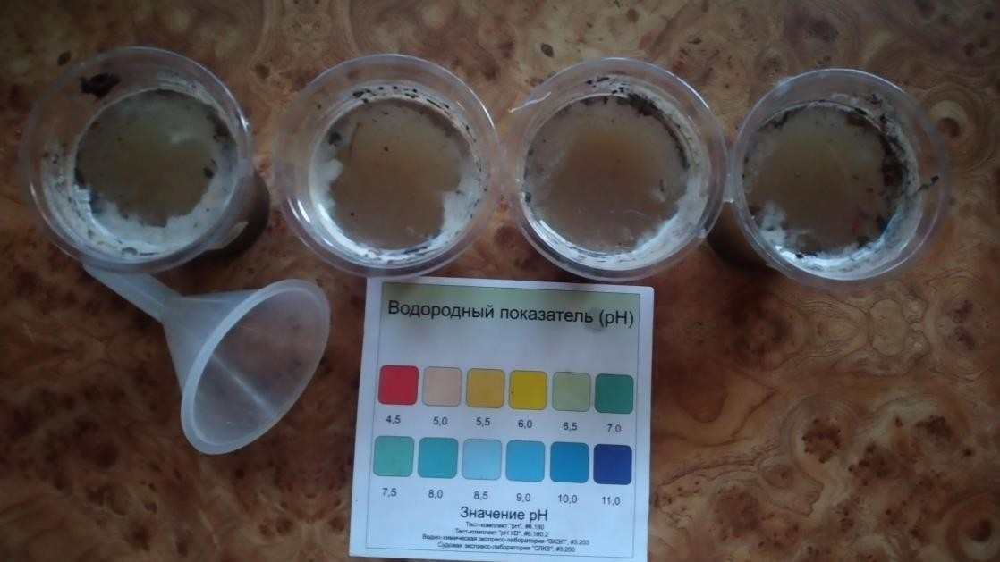 Водородный показатель (pH)
4,5 5,0 5,5 6,0 6,5 7,0
7,5 8,0 8,5 9,0 10,0 11,0
Значение pH
Тест-комплект "pH", #6.160
Тест-комплект "pH КВ", #6.160.2
Водно-химическая экспресс-лаборатория "ВХЭЛ", #3.203
Судовая экспресс-лаборатория "СЛКВ", #3.200